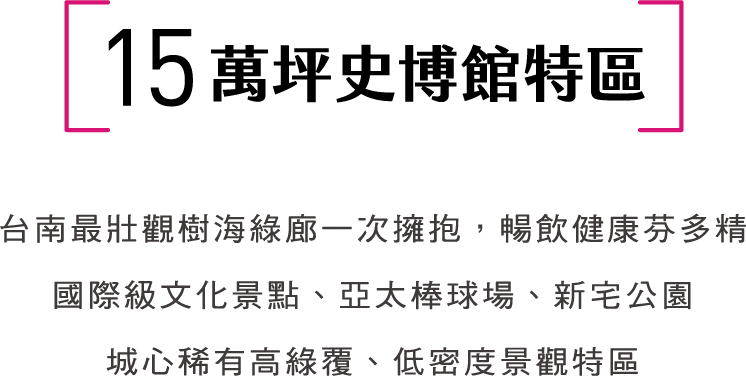 15萬坪史博館特區
台南最壯觀樹海綠廊一次擁抱，暢飲健康芬多精
國際級文化景點、亞太棒球場、新宅公園
城心稀有高綠覆、低密度景觀特區